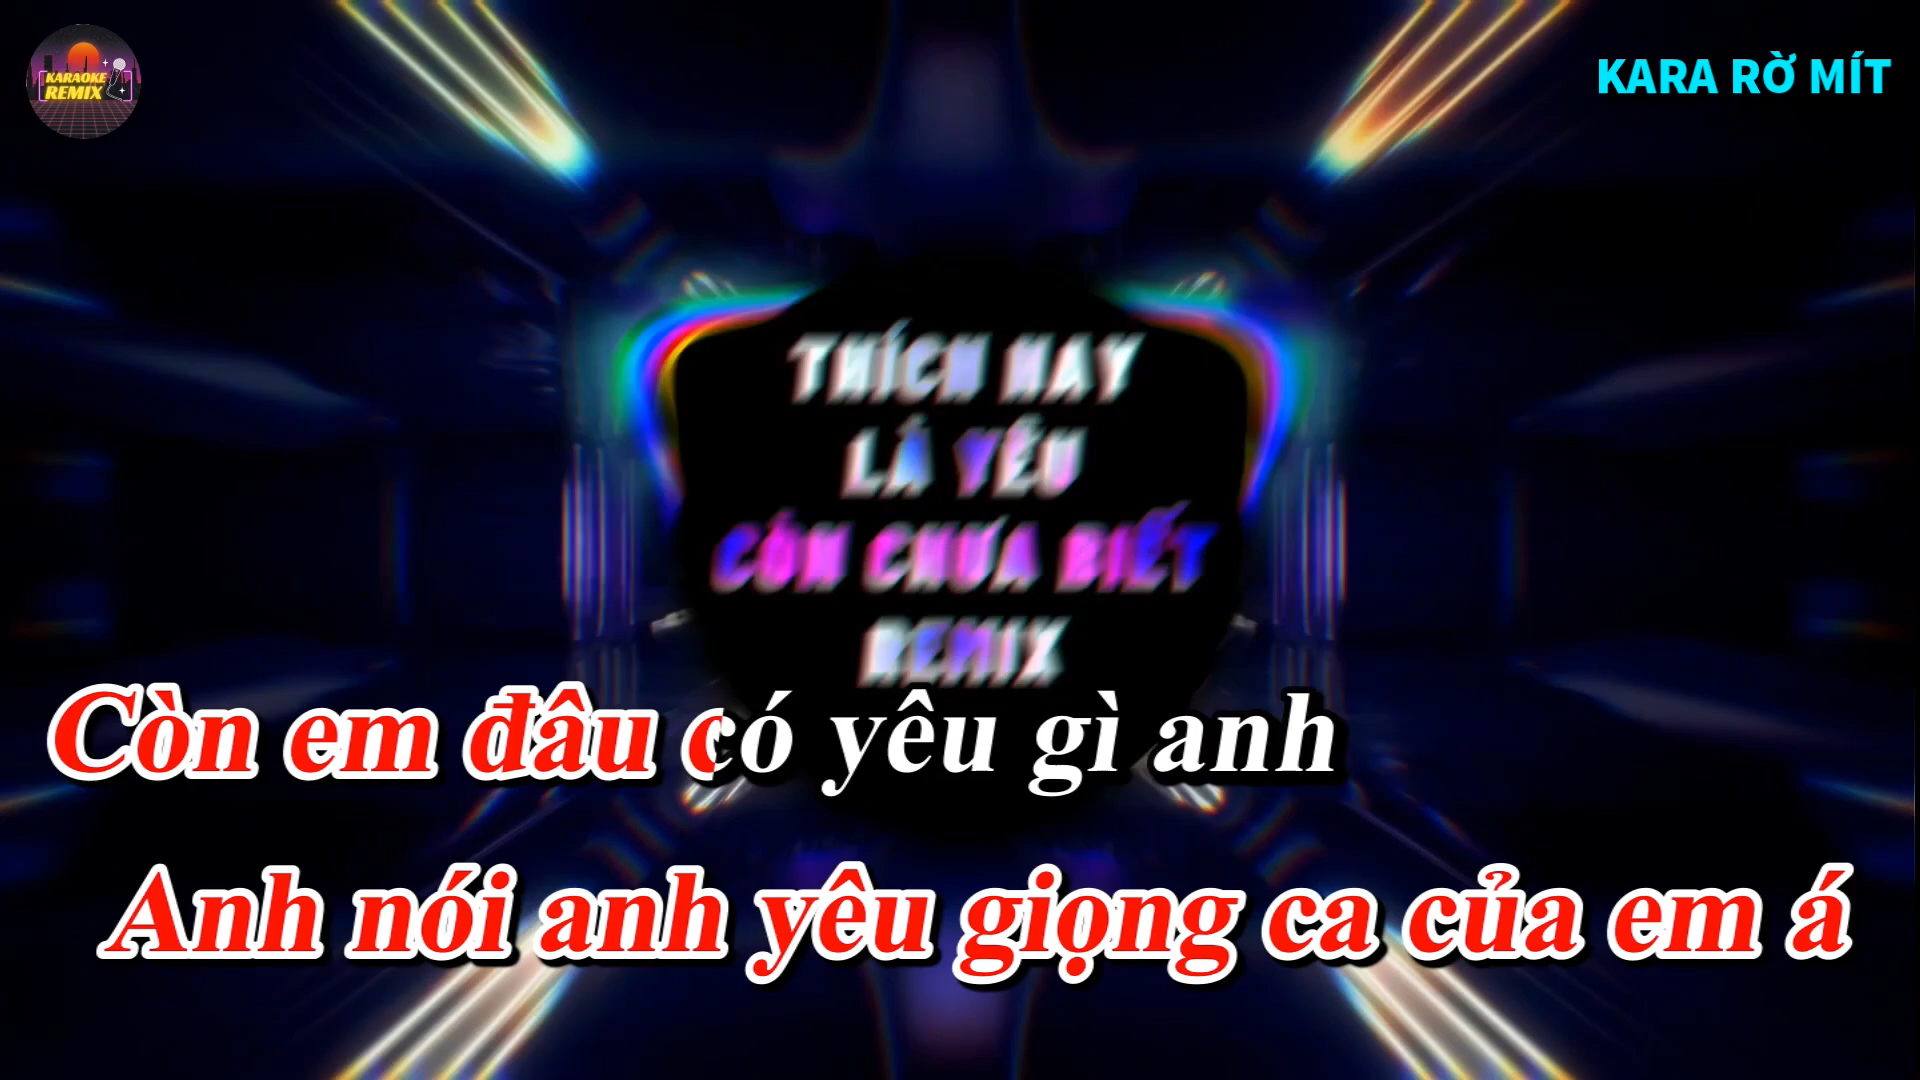 KARAOKE
REMIX
KARA RỜ MÍT
THÍCH HAY
LÀ YÊU
CÒN CHƯA BIẾT
REMIX
Còn em đâu có yêu gì anh
Anh nói anh yêu giọng ca của em á